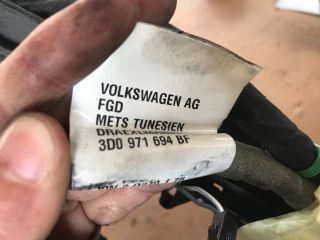 VOLKSWAGEN AG
FGD
METS TUNESIEN
3D0 971 694 BF